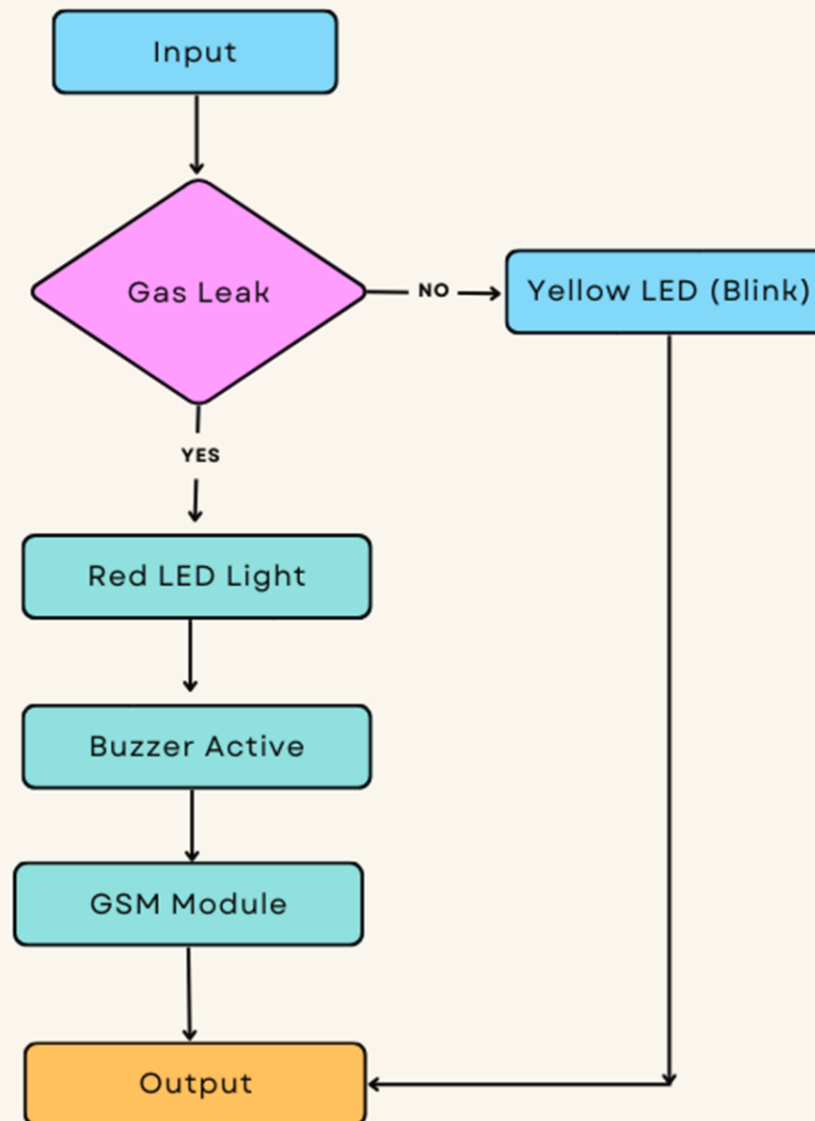 Input
Gas Leak
NO
Yellow LED (Blink)
YES
Red LED Light
Buzzer Active
GSM Module
Output